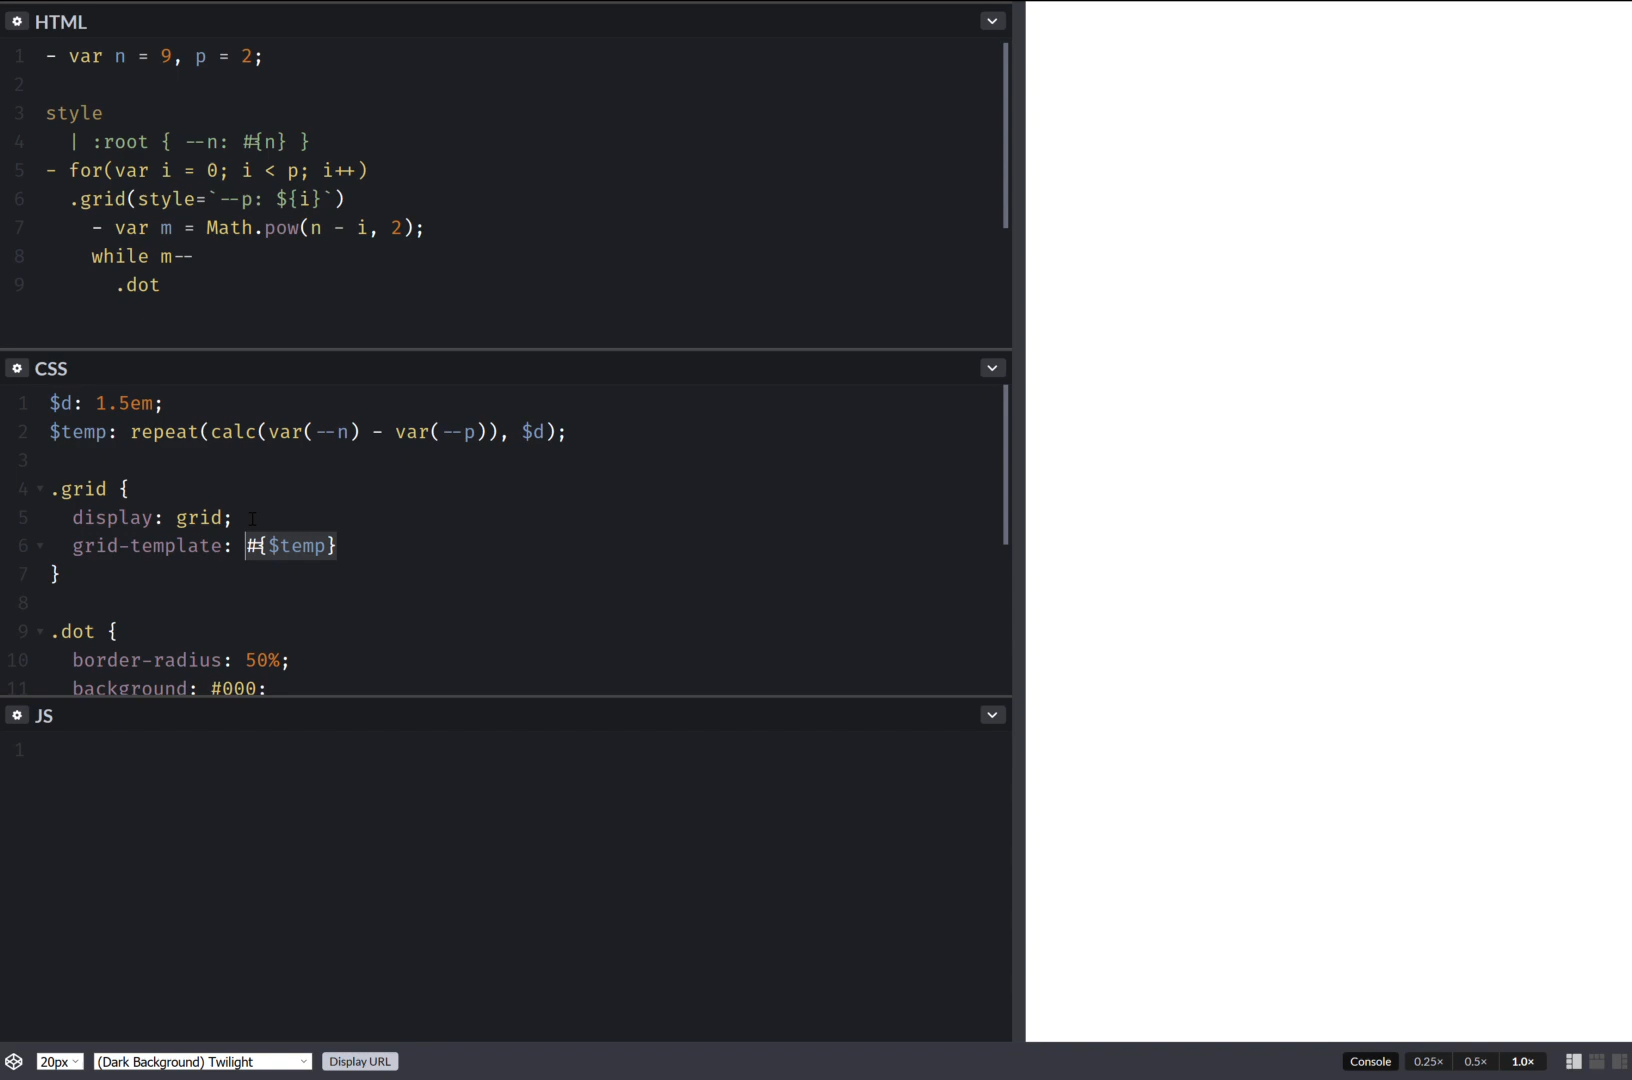 HTML
1 - var n = 9, p = 2;
2
3 style
4 | :root { --n: #{n} }
5 - for(var i = 0; i < p; i++)
6 .grid(style=`--p: ${i}`)
7 - var m = Math.pow(n - i, 2);
8 while m--
9 .dot
CSS
1 $d: 1.5em;
2 $temp: repeat(calc(var(--n) - var(--p)), $d);
3
4 .grid {
5 display: grid;
6 grid-template: #{$temp}
7 }
8
9 .dot {
10 border-radius: 50%;
11 background: #000;
JS
1
20px (Dark Background) Twilight Display URL Console 0.25× 0.5× 1.0×